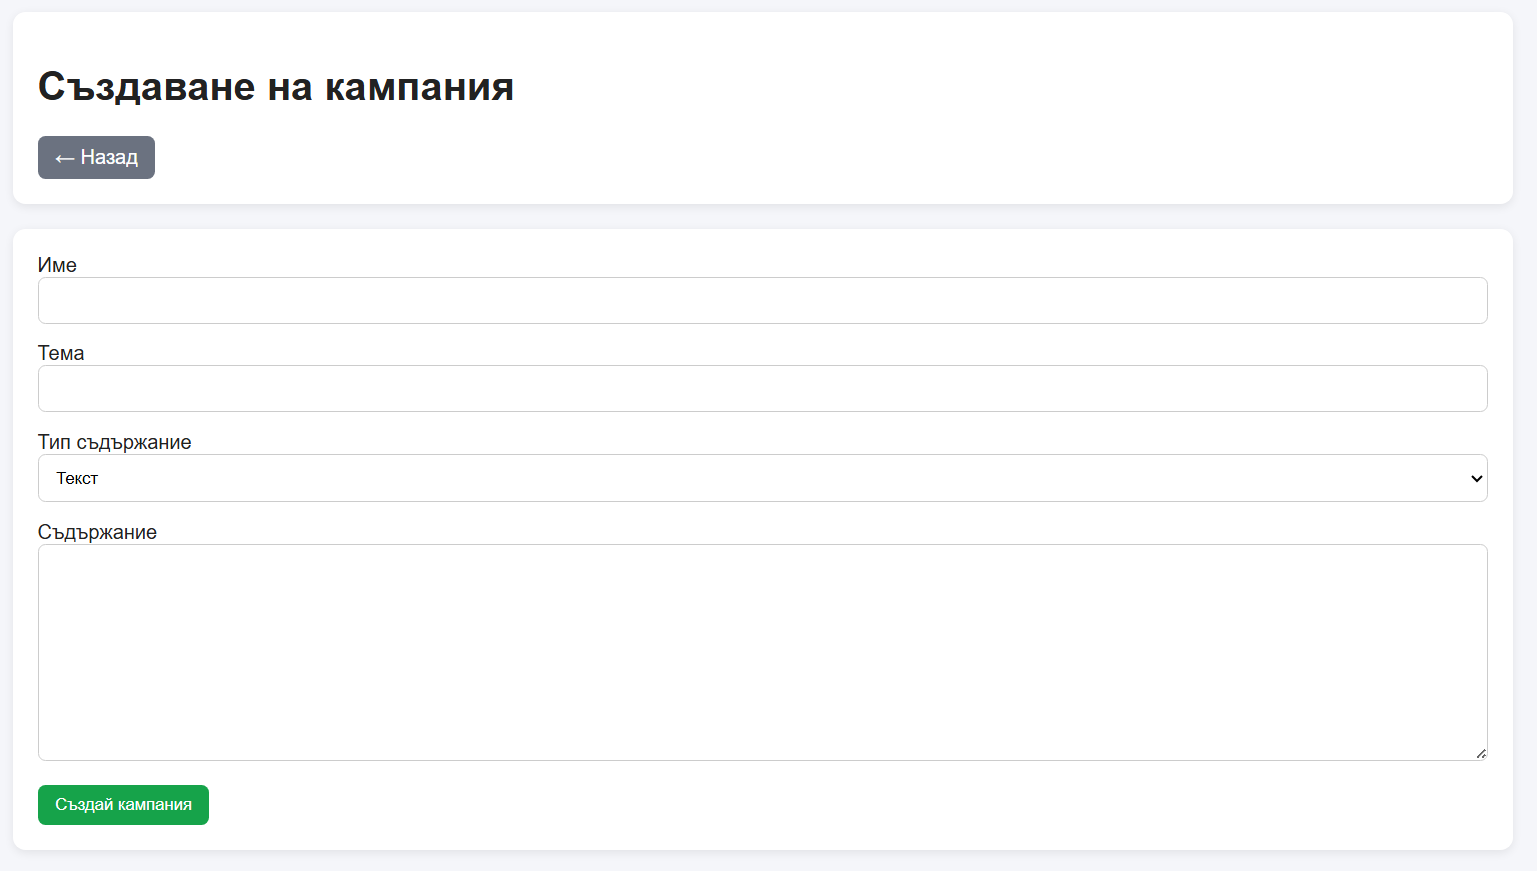 Създаване на кампания
← Назад
Име
Тема
Тип съдържание
Текст
Съдържание
Създай кампания